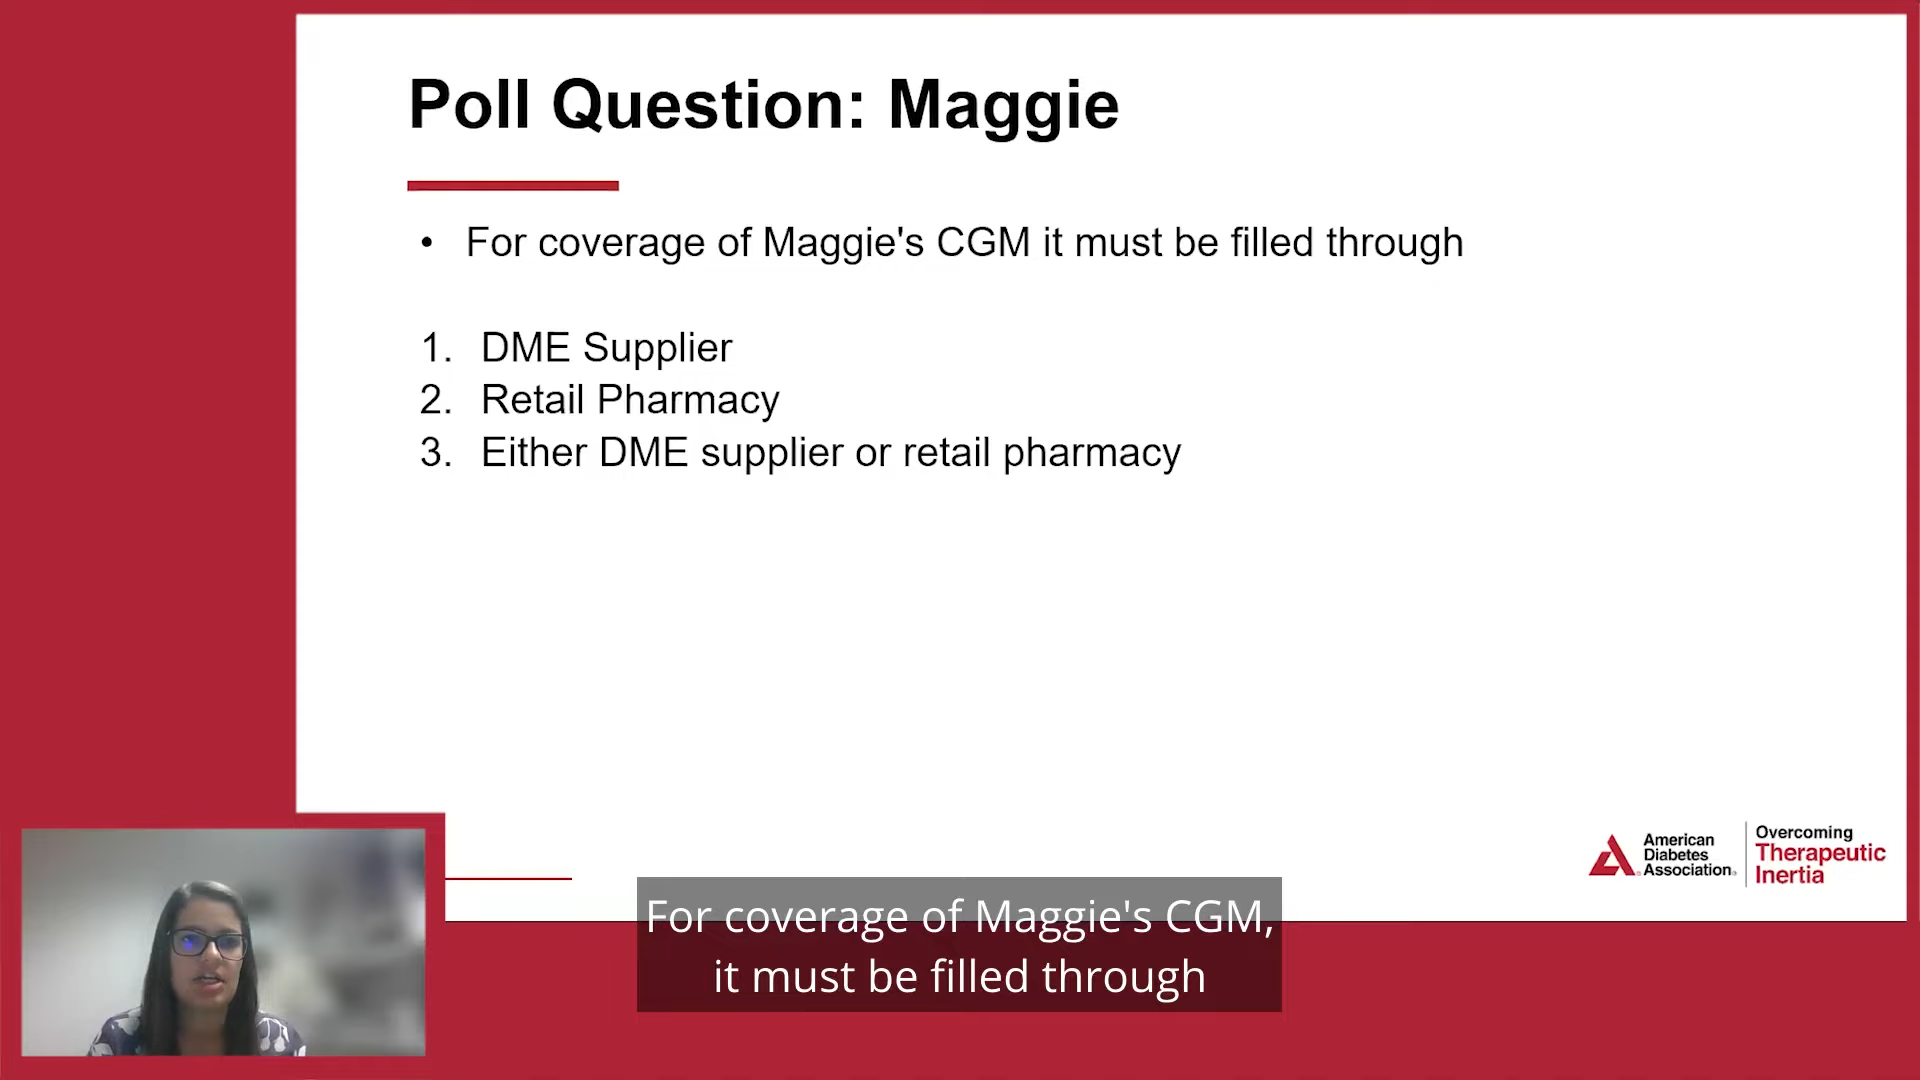 Poll Question: Maggie
• For coverage of Maggie's CGM it must be filled through
1. DME Supplier
2. Retail Pharmacy
3. Either DME supplier or retail pharmacy
American
Diabetes
Association®
Overcoming
Therapeutic
Inertia
For coverage of Maggie's CGM,
it must be filled through